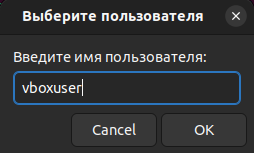 Выберите пользователя
Введите имя пользователя:
vboxuser
Cancel OK